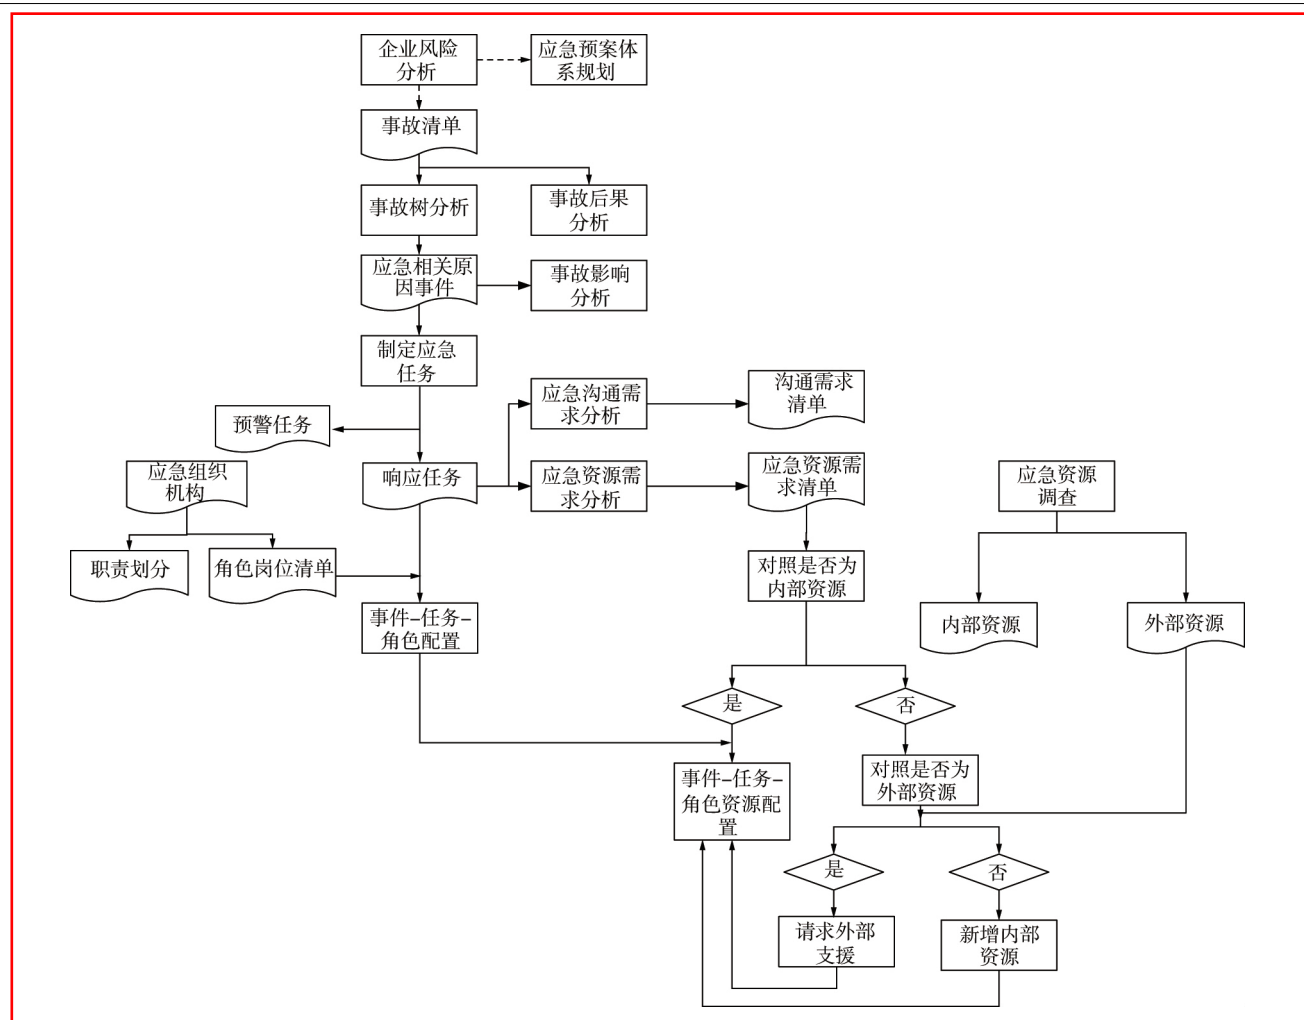 企业风险
分析
应急预案体
系规划
事故清单
事故树分析
事故后果
分析
应急相关原
因事件
事故影响
分析
制定应急
任务
预警任务
应急沟通需
求分析
沟通需求
清单
应急组织
机构
响应任务
应急资源需
求分析
应急资源需
求清单
应急资源
调查
职责划分
角色岗位清单
对照是否为
内部资源
事件–任务–
角色配置
内部资源
外部资源
是
否
事件–任务–
角色资源配
置
对照是否为
外部资源
是
否
请求外部
支援
新增内部
资源